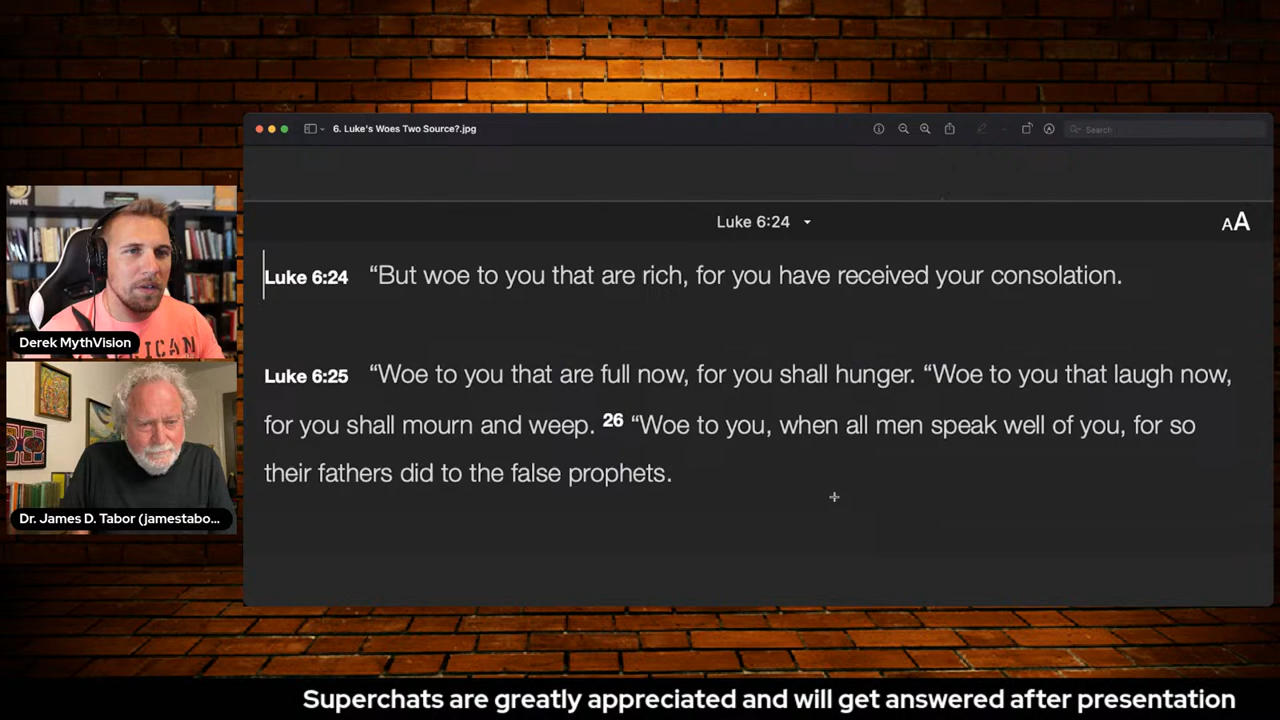 6. Luke's Woes Two Source?.jpg
Search
Luke 6:24
AA
Luke 6:24 “But woe to you that are rich, for you have received your consolation.
Luke 6:25 “Woe to you that are full now, for you shall hunger. “Woe to you that laugh now,
for you shall mourn and weep. 26 “Woe to you, when all men speak well of you, for so
their fathers did to the false prophets.
Derek MythVision
Dr. James D. Tabor (jamestabo...
Superchats are greatly appreciated and will get answered after presentation